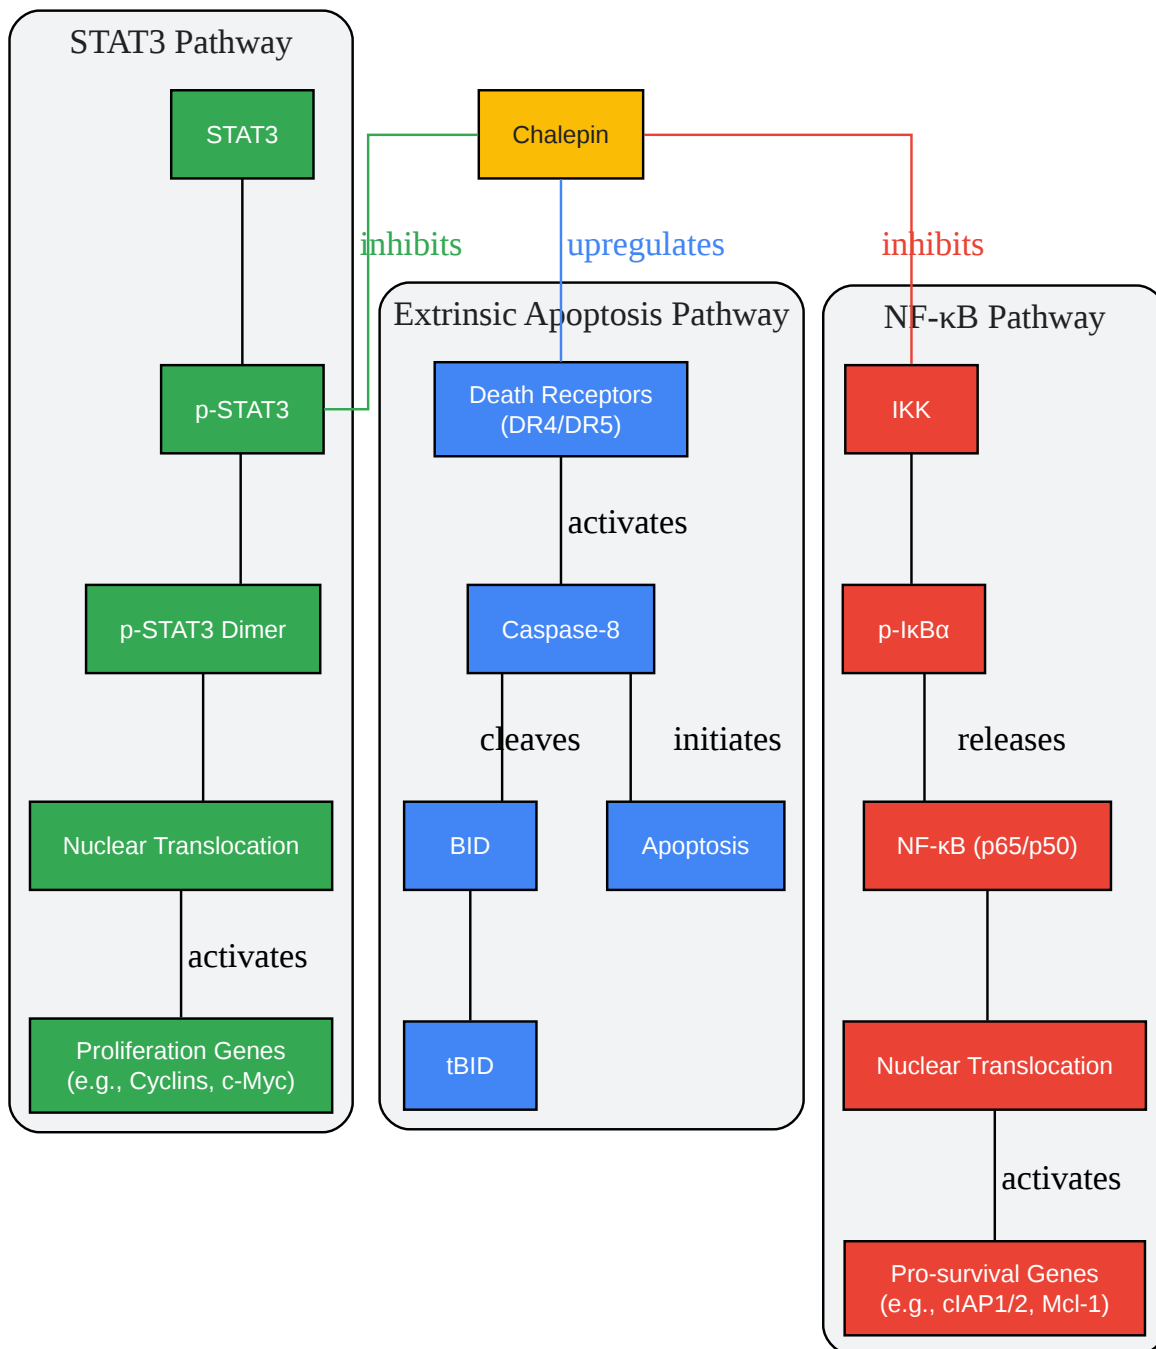 STAT3 Pathway
STAT3
Chalepin
inhibits
upregulates
inhibits
Extrinsic Apoptosis Pathway
NF-κB Pathway
p-STAT3
Death Receptors
(DR4/DR5)
IKK
activates
p-STAT3 Dimer
Caspase-8
p-IκBα
cleaves
initiates
releases
Nuclear Translocation
BID
Apoptosis
NF-κB (p65/p50)
activates
Proliferation Genes
(e.g., Cyclins, c-Myc)
tBID
Nuclear Translocation
activates
Pro-survival Genes
(e.g., cIAP1/2, Mcl-1)